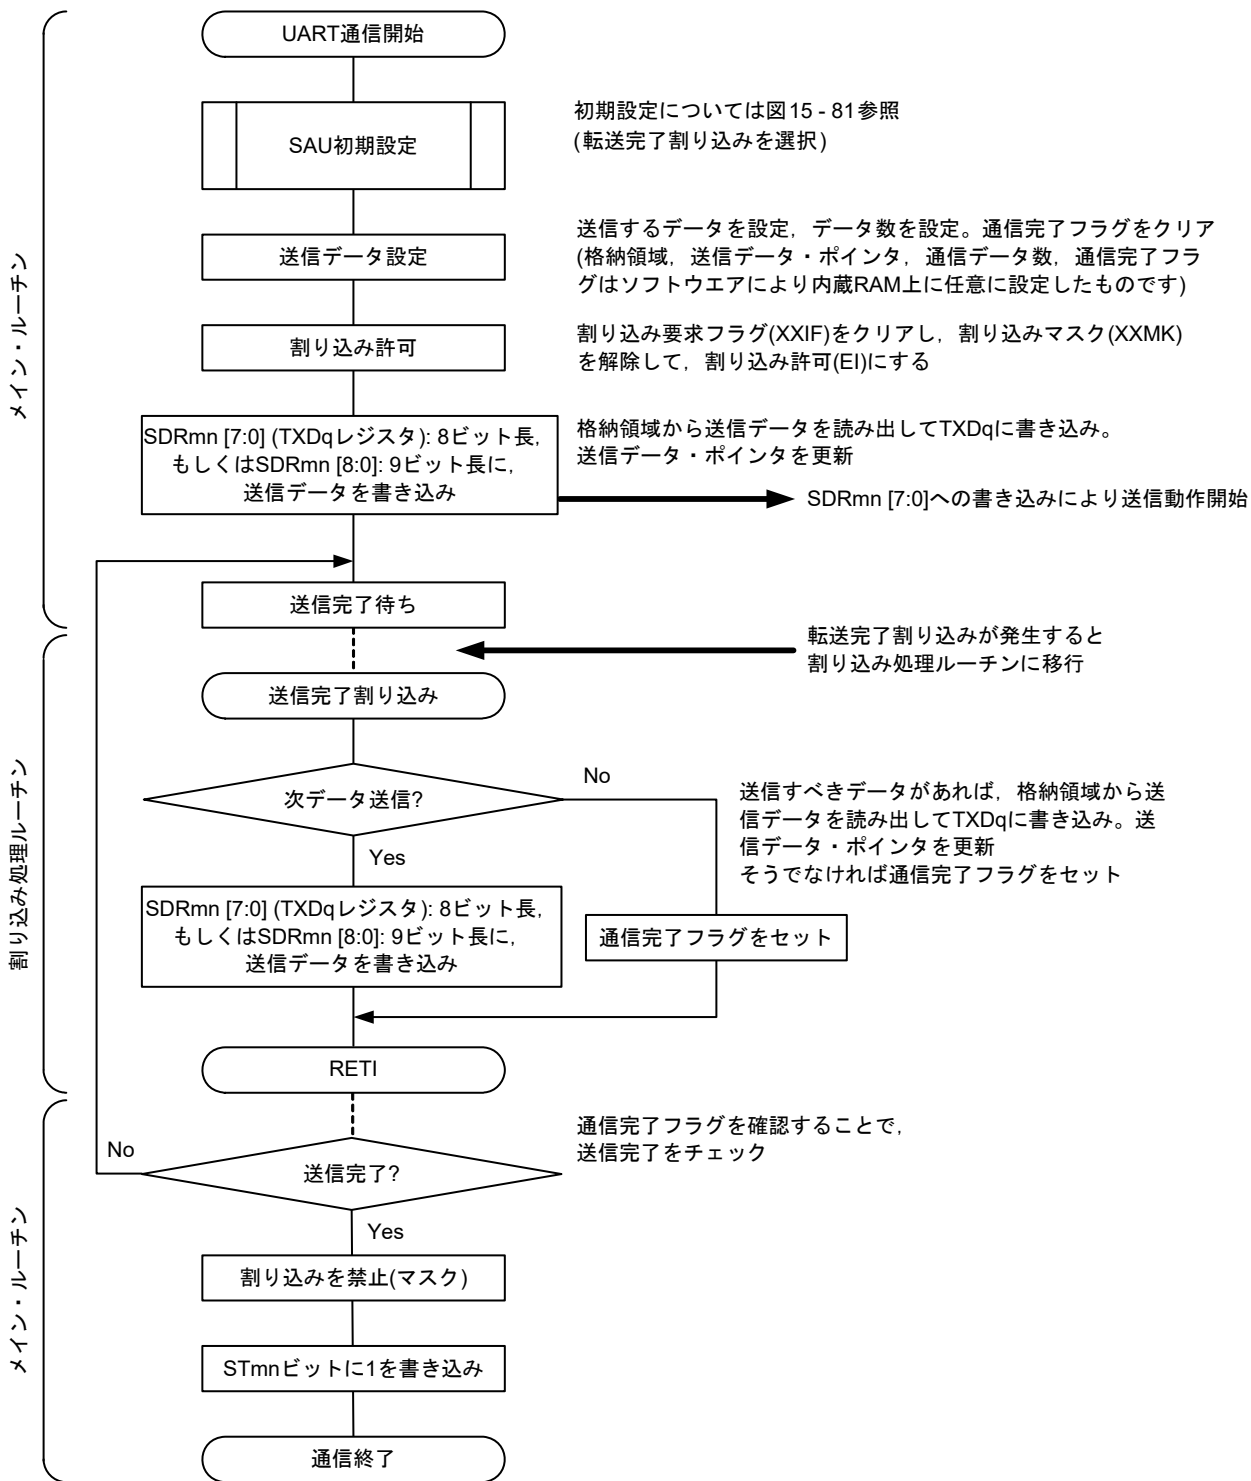 UART通信開始
SAU初期設定
初期設定については図15 - 81参照
(転送完了割り込みを選択)
送信データ設定
送信するデータを設定，データ数を設定。通信完了フラグをクリア
(格納領域，送信データ・ポインタ，通信データ数，通信完了フラ
グはソフトウエアにより内蔵RAM上に任意に設定したものです)
メイン・ルーチン
割り込み許可
割り込み要求フラグ(XXIF)をクリアし，割り込みマスク(XXMK)
を解除して，割り込み許可(EI)にする
SDRmn [7:0] (TXDqレジスタ): 8ビット長，
もしくはSDRmn [8:0]: 9ビット長に，
送信データを書き込み
格納領域から送信データを読み出してTXDqに書き込み。
送信データ・ポインタを更新
SDRmn [7:0]への書き込みにより送信動作開始
送信完了待ち
転送完了割り込みが発生すると
割り込み処理ルーチンに移行
送信完了割り込み
割り込み処理ルーチン
次データ送信?
No
Yes
送信すべきデータがあれば，格納領域から送
信データを読み出してTXDqに書き込み。送
信データ・ポインタを更新
そうでなければ通信完了フラグをセット
SDRmn [7:0] (TXDqレジスタ): 8ビット長，
もしくはSDRmn [8:0]: 9ビット長に，
送信データを書き込み
通信完了フラグをセット
RETI
通信完了フラグを確認することで，
送信完了をチェック
No
送信完了?
Yes
メイン・ルーチン
割り込みを禁止(マスク)
STmnビットに1を書き込み
通信終了